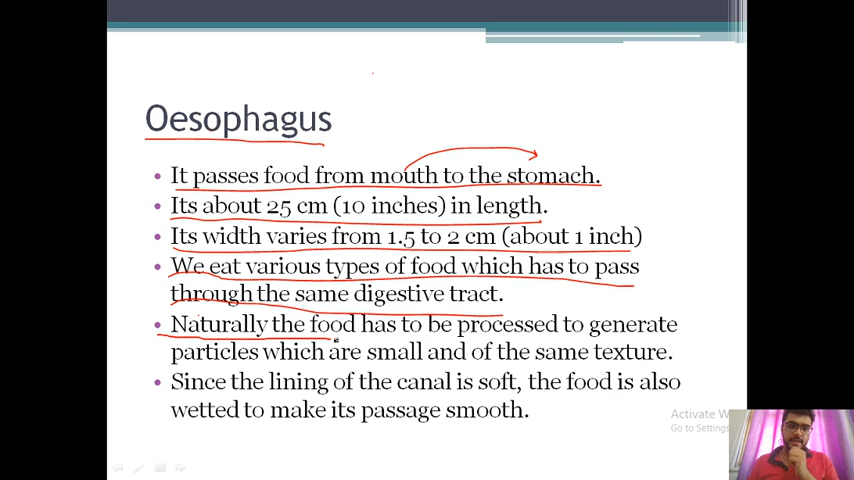 Oesophagus
• It passes food from mouth to the stomach.
• Its about 25 cm (10 inches) in length.
• Its width varies from 1.5 to 2 cm (about 1 inch)
• We eat various types of food which has to pass
through the same digestive tract.
• Naturally the food has to be processed to generate
particles which are small and of the same texture.
• Since the lining of the canal is soft, the food is also
wetted to make its passage smooth.
Activate W
Go to Settings